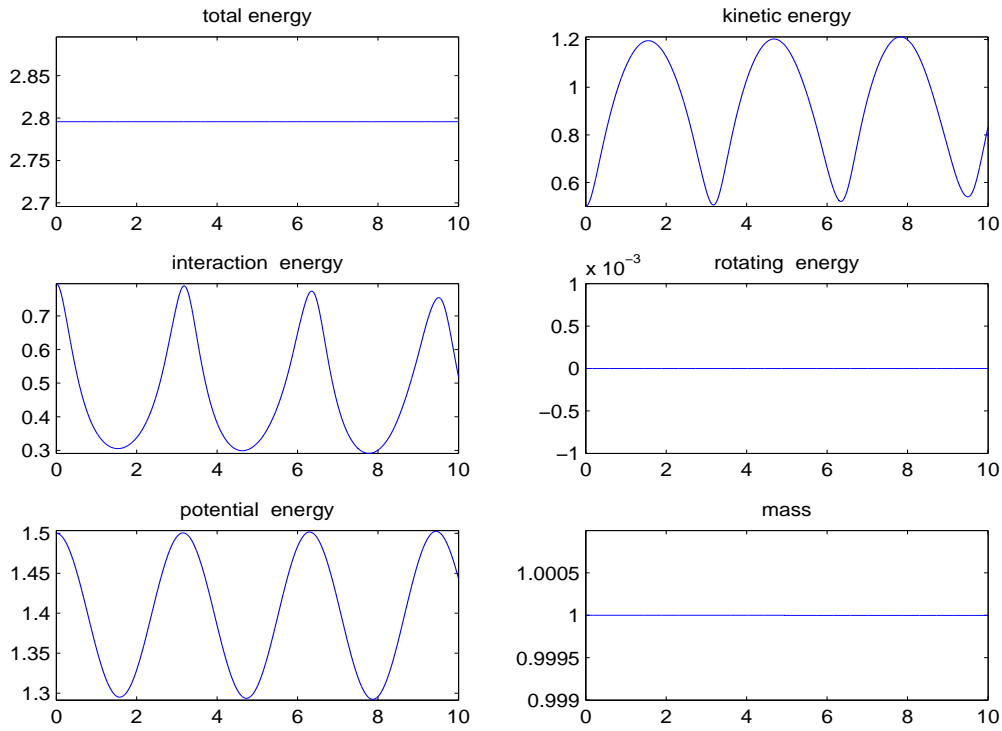 total energy
2.85
2.8
2.75
2.7
0 2 4 6 8 10
kinetic energy
1.2
1
0.8
0.6
0 2 4 6 8 10
interaction energy
0.7
0.6
0.5
0.4
0.3
0 2 4 6 8 10
rotating energy
x 10−3
1
0.5
0
−0.5
−1
0 2 4 6 8 10
potential energy
1.5
1.45
1.4
1.35
1.3
0 2 4 6 8 10
mass
1.0005
1
0.9995
0.999
0 2 4 6 8 10